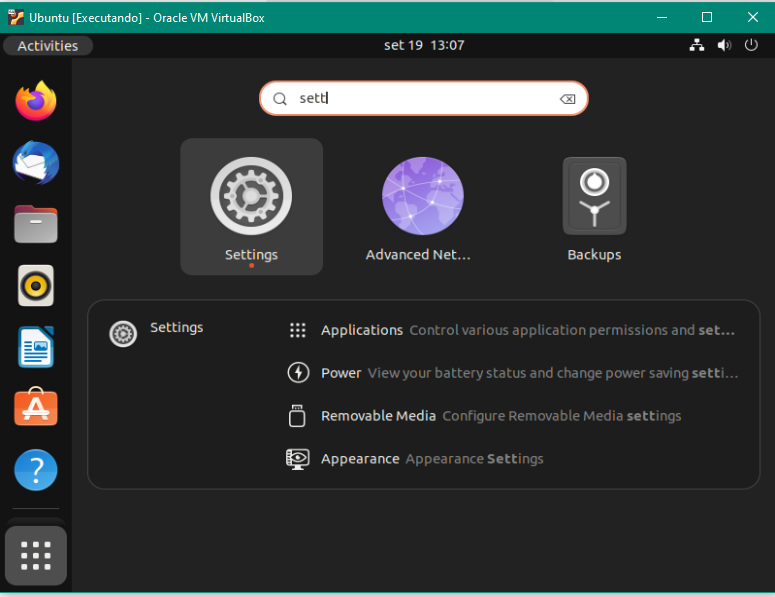 Ubuntu [Executando] - Oracle VM VirtualBox
Activities
set 19 13:07
sett
Settings
Advanced Net...
Backups
Settings
Applications Control various application permissions and set...
Power View your battery status and change power saving setti...
Removable Media Configure Removable Media settings
Appearance Appearance Settings